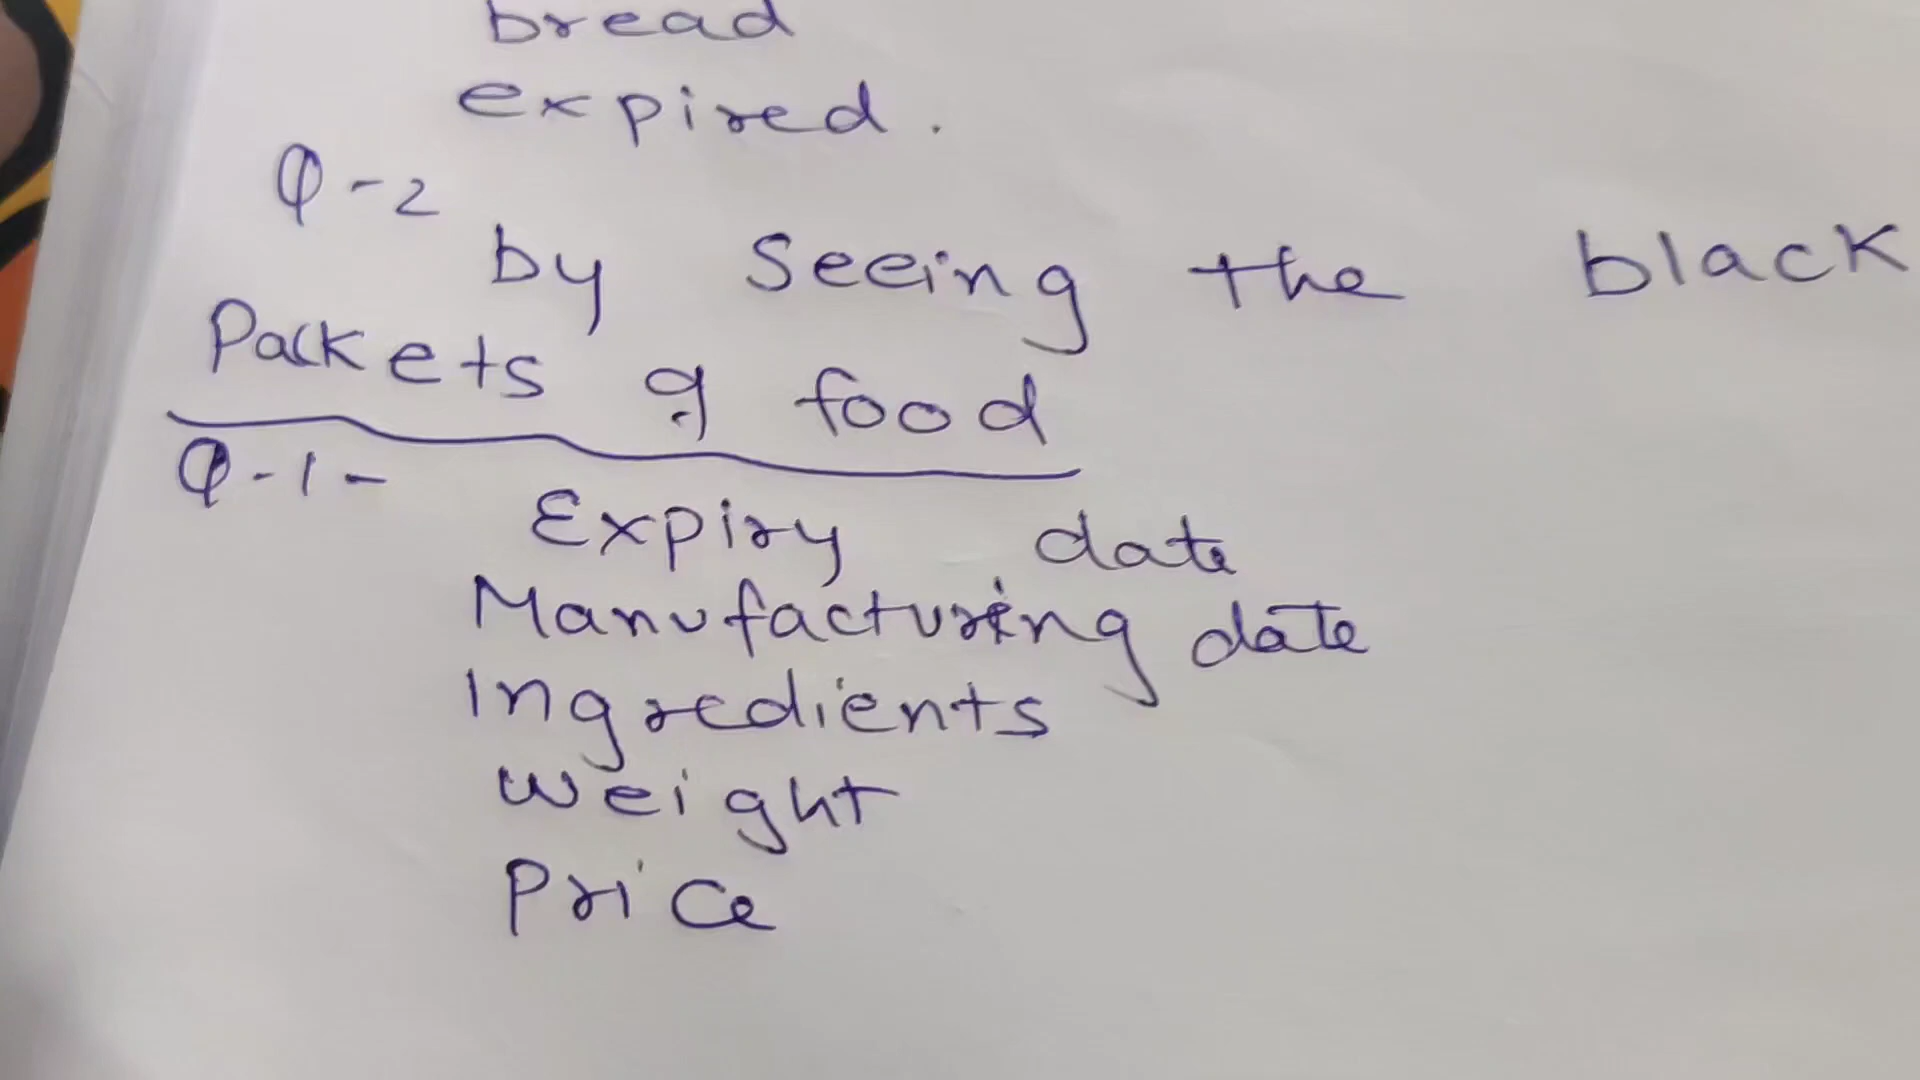 bread
expired.
Q-2
by seeing the black
Packets of food
Q-1-
Expiry date
Manufacturing date
Ingredients
weight
Price